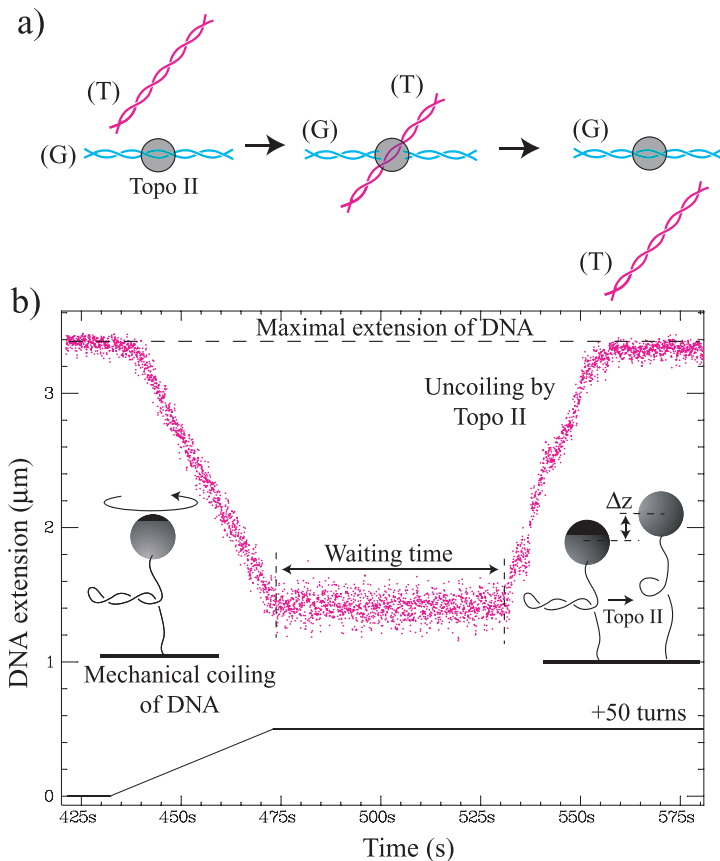 a)
(T)
(G)
Topo II
(G)
(T)
(G)
(T)
b)
Maximal extension of DNA
Uncoiling by
Topo II
Waiting time
Δz
Topo II
Mechanical coiling
of DNA
+50 turns
DNA extension (μm)
3
2
1
0
425s 450s 475s 500s 525s 550s 575s
Time (s)